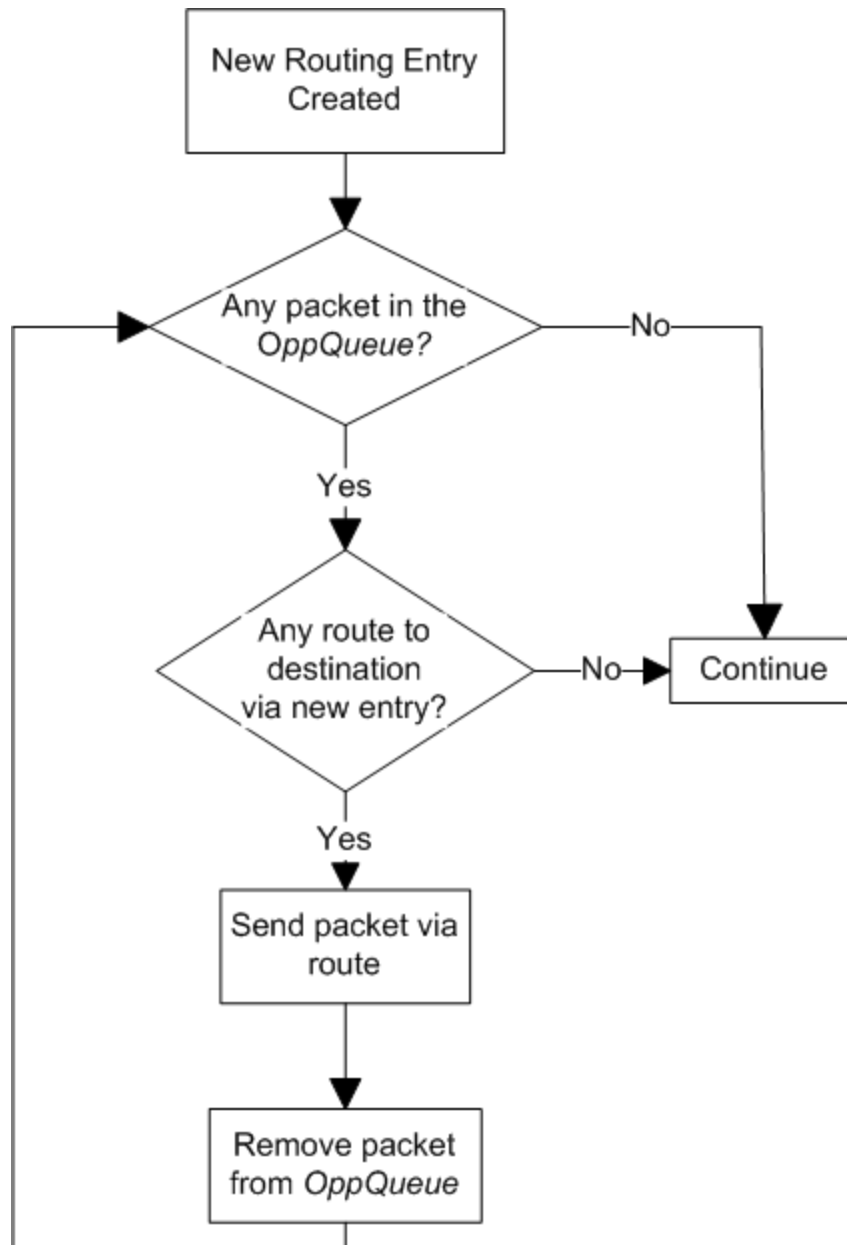 New Routing Entry
Created
Any packet in the
OppQueue?
No
Yes
Any route to
destination
via new entry?
No
Continue
Yes
Send packet via
route
Remove packet
from OppQueue